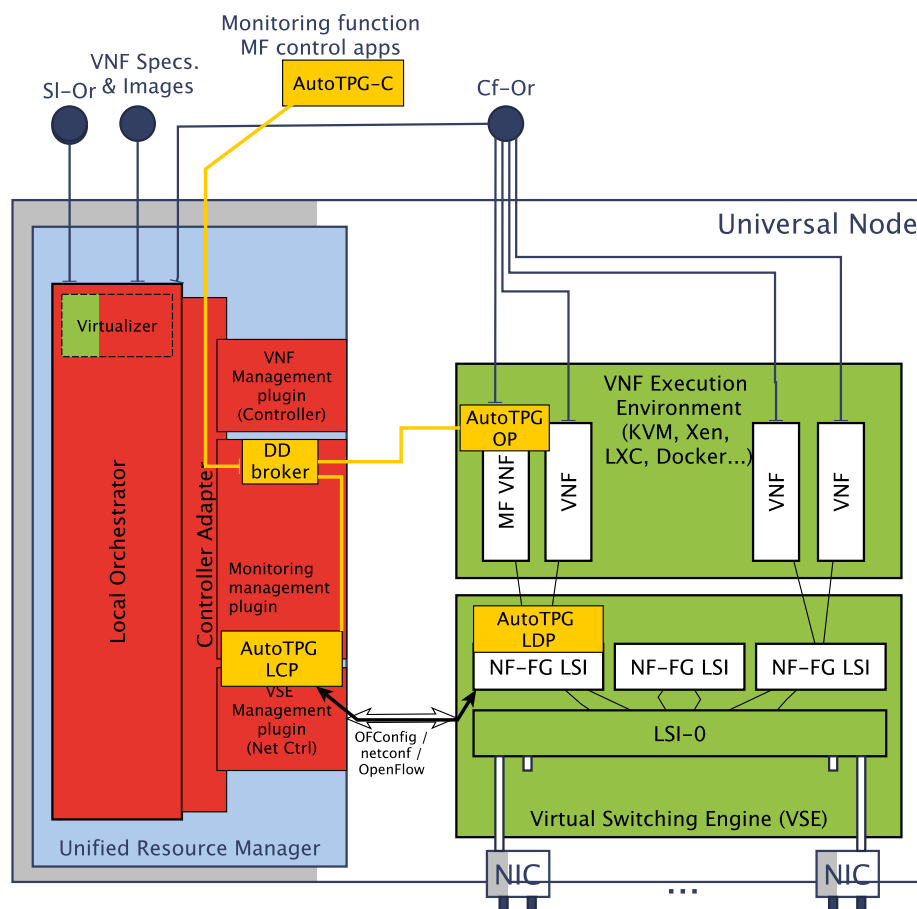 Monitoring function
MF control apps
AutoTPG-C
VNF Specs.
& Images
Sl-Or
Cf-Or
Universal Node
Virtualizer
Local Orchestrator
Controller Adapter
VNF
Management
plugin
(Controller)
DD
broker
Monitoring
management
plugin
AutoTPG
LCP
VSE
Management
plugin
(Net Ctrl)
Unified Resource Manager
OFConfig /
netconf /
OpenFlow
VNF Execution
Environment
(KVM, Xen,
LXC, Docker...)
AutoTPG
OP
MF VNF
VNF
VNF
VNF
AutoTPG
LDP
NF-FG LSI
NF-FG LSI
NF-FG LSI
LSI-0
Virtual Switching Engine (VSE)
NIC
...
NIC